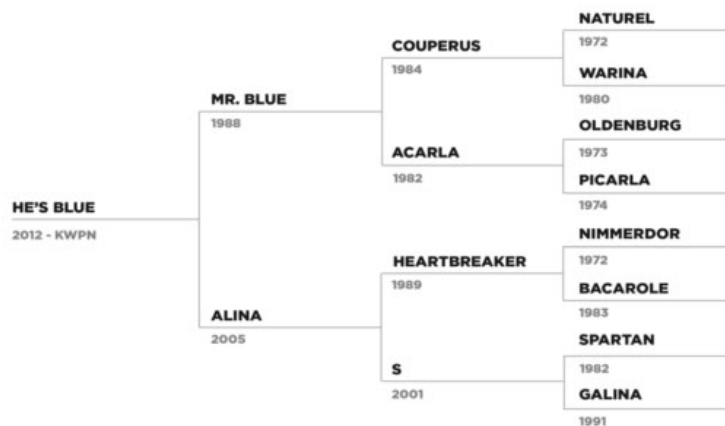 NATUREL
COUPERUS
1972
1984
WARINA
MR. BLUE
1980
1988
OLDENBURG
ACARLA
1973
1982
PICARLA
1974
HE'S BLUE
2012 - KWPN
NIMMERDOR
HEARTBREAKER
1972
1989
BACAROLE
ALINA
1983
2005
SPARTAN
S
1982
2001
GALINA
1991